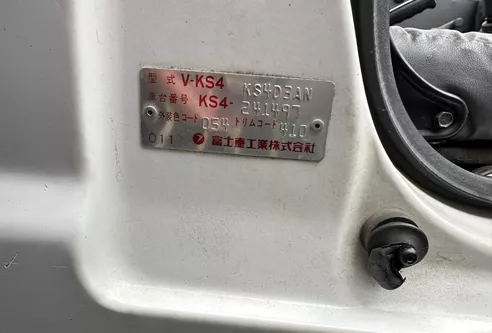 型式 V-KS4 KS4D3AN
車台番号 KS4- 241497
外装色コード 054 トリムコード 410
011 富士重工業株式会社